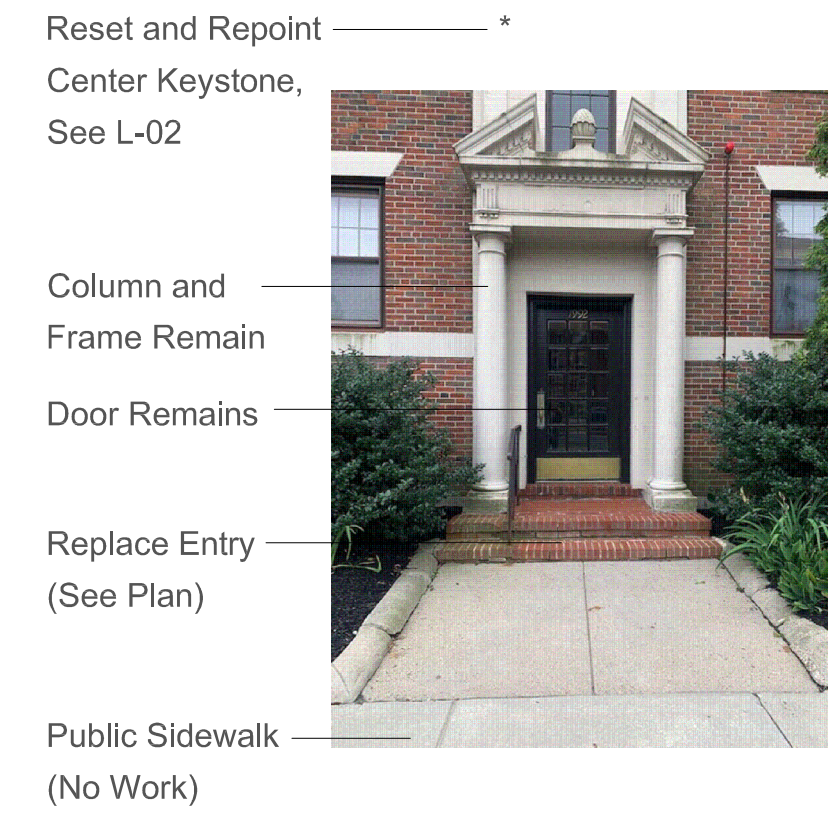 Reset and Repoint *
Center Keystone,
See L-02
Column and
Frame Remain
1992
Door Remains
Replace Entry
(See Plan)
Public Sidewalk
(No Work)